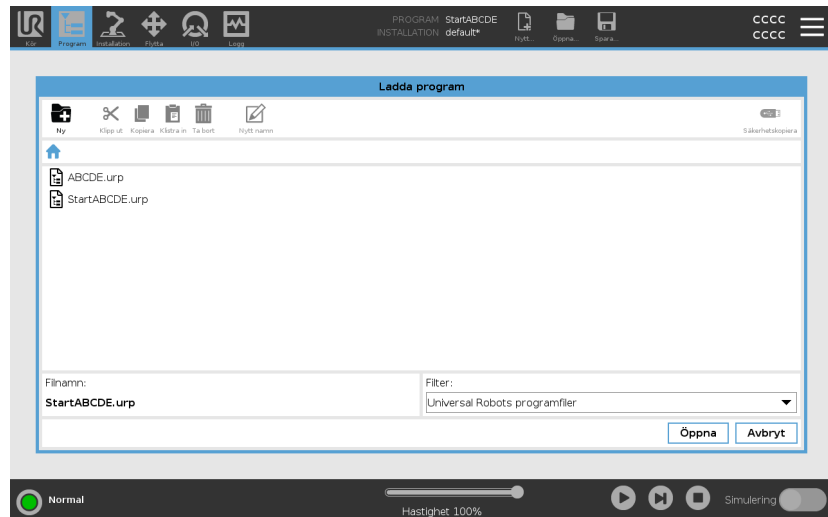 UR
PROGRAM StartABCDE
INSTALLATION default*
Kör Program Installation Flytta I/O Logg Nytt... Öppna... Spara...
CCCC
CCCC
Ladda program
Ny Klipp ut Kopiera Klistra in Ta bort Nytt namn Säkerhetskopiera
ABCDE.urp
StartABCDE.urp
Filnamn: Filter:
StartABCDE.urp Universal Robots programfiler
Öppna Avbryt
Normal Hastighet 100% Simulering